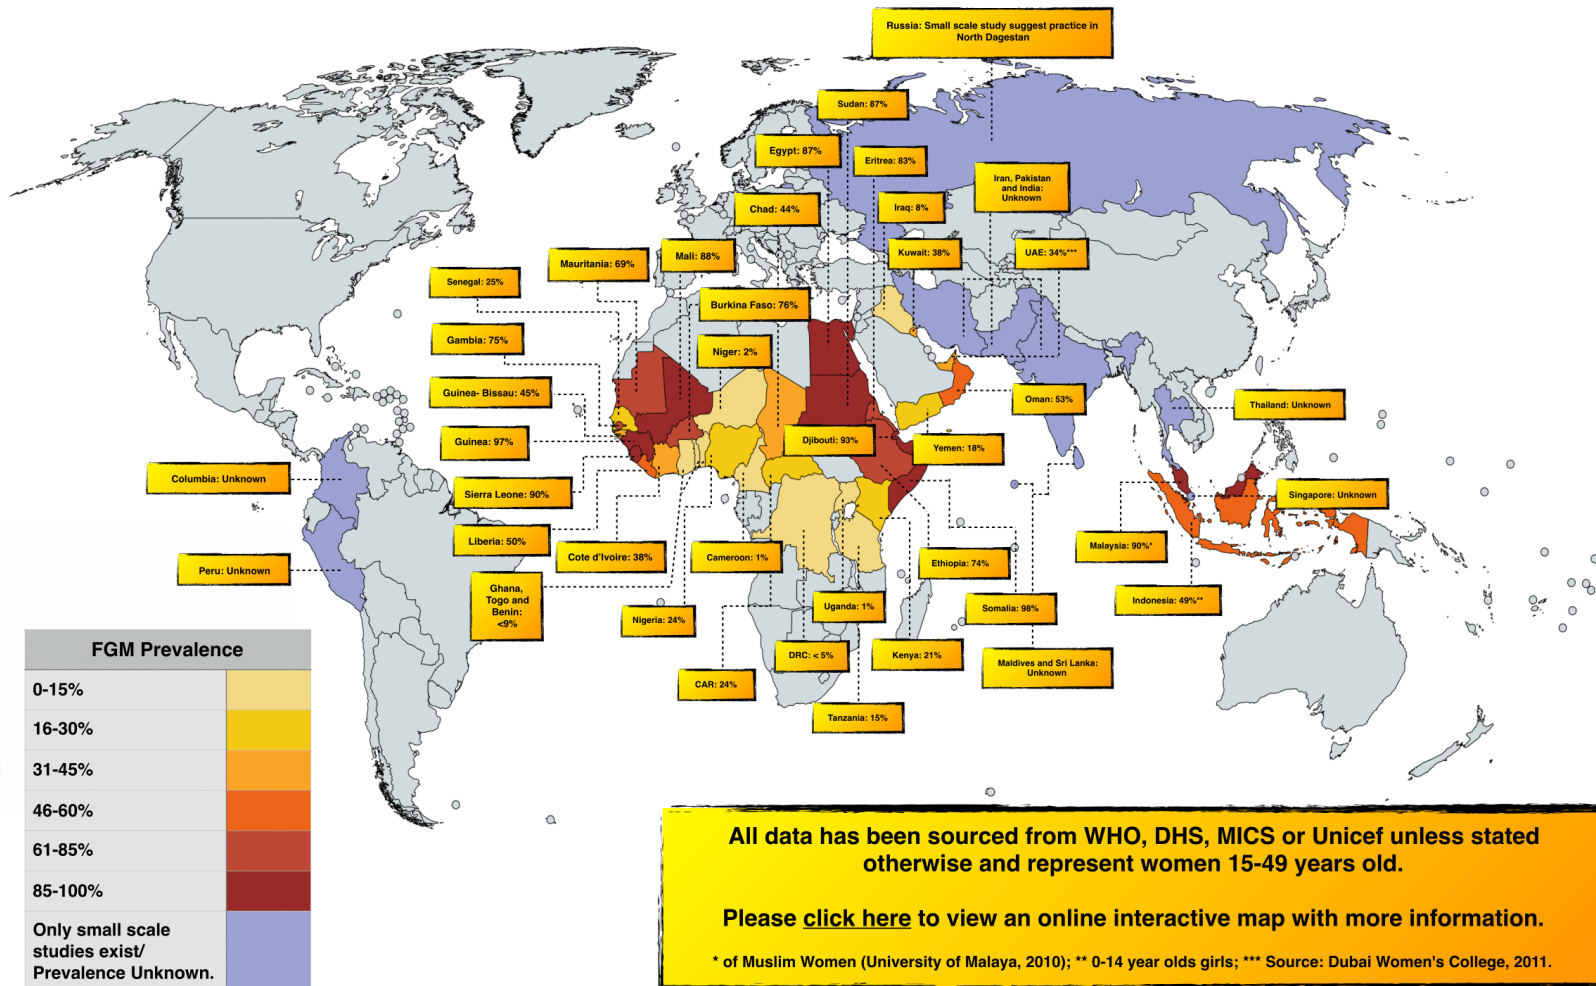 Russia: Small scale study suggest practice in
North Dagestan
Sudan: 87%
Egypt: 87%
Eritrea: 83%
Iran, Pakistan
and India:
Unknown
Chad: 44%
Iraq: 8%
Mauritania: 69%
Mali: 88%
Kuwait: 38%
UAE: 34%***
Senegal: 25%
Burkina Faso: 76%
Gambia: 75%
Niger: 2%
Guinea- Bissau: 45%
Oman: 53%
Thailand: Unknown
Guinea: 97%
Djibouti: 93%
Yemen: 18%
Columbia: Unknown
Sierra Leone: 90%
Singapore: Unknown
Liberia: 50%
Cote d'Ivoire: 38%
Cameroon: 1%
Ethiopia: 74%
Malaysia: 90%*
Peru: Unknown
Ghana,
Togo and
Benin:
<9%
Nigeria: 24%
Uganda: 1%
Somalia: 98%
Indonesia: 49%**
DRC: < 5%
Kenya: 21%
Maldives and Sri Lanka:
Unknown
CAR: 24%
Tanzania: 15%
FGM Prevalence
0-15%
16-30%
31-45%
46-60%
61-85%
85-100%
Only small scale
studies exist/
Prevalence Unknown.
All data has been sourced from WHO, DHS, MICS or Unicef unless stated
otherwise and represent women 15-49 years old.
Please click here to view an online interactive map with more information.
* of Muslim Women (University of Malaya, 2010); ** 0-14 year olds girls; *** Source: Dubai Women's College, 2011.